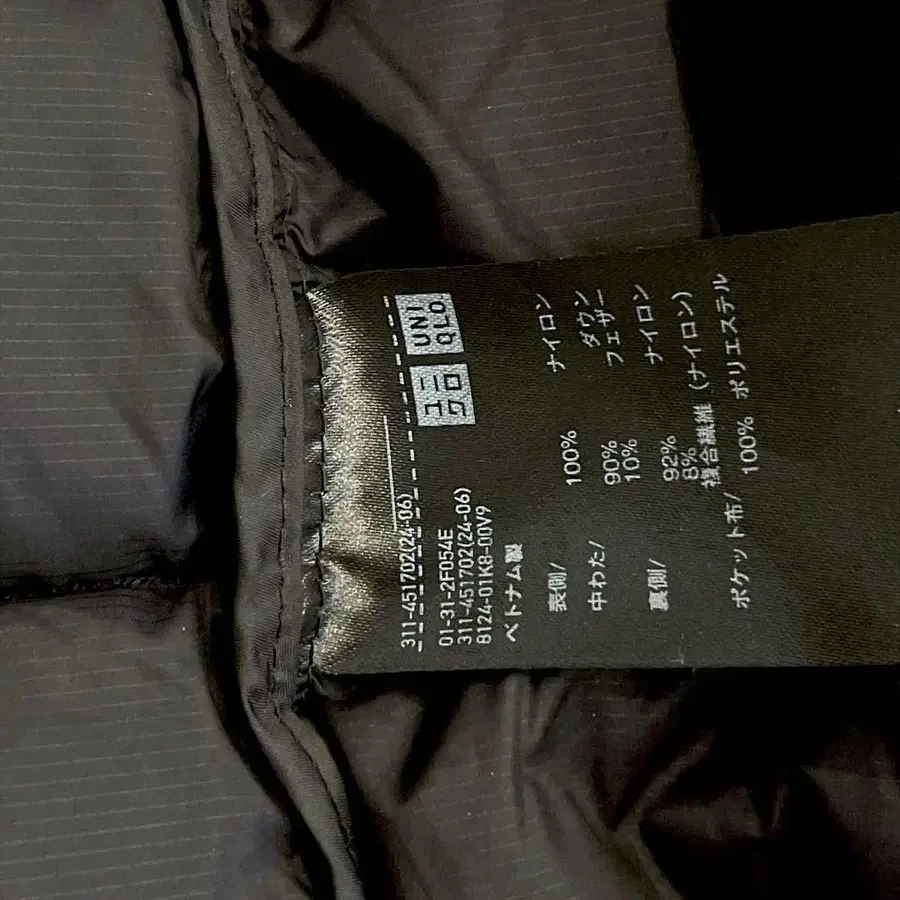 311-451702(24-06)
ユニ
クロ
UNI
QLO
01-31-2F054E
311-451702(24-06)
8124-01K8-00V9
ベトナム製
表側/ 100% ナイロン
中わた/ 90% ダウン
10% フェザー
裏側/ 92% ナイロン
8%
複合繊維 (ナイロン)
ポケット布/ 100% ポリエステル